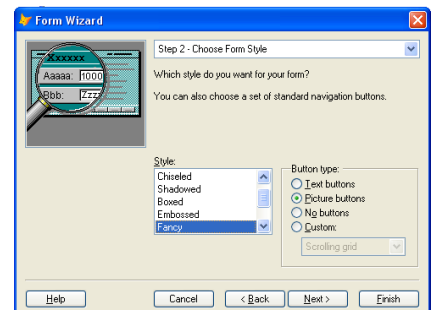 Form Wizard
Step 2 - Choose Form Style
Xxxxxx
Aaaaa: 1000
Bbb: Zzz
Which style do you want for your form?
You can also choose a set of standard navigation buttons.
Style:
Chiseled
Shadowed
Boxed
Embossed
Fancy
Button type:
Text buttons
Picture buttons
No buttons
Custom:
Scrolling grid
Help
Cancel
< Back
Next >
Finish